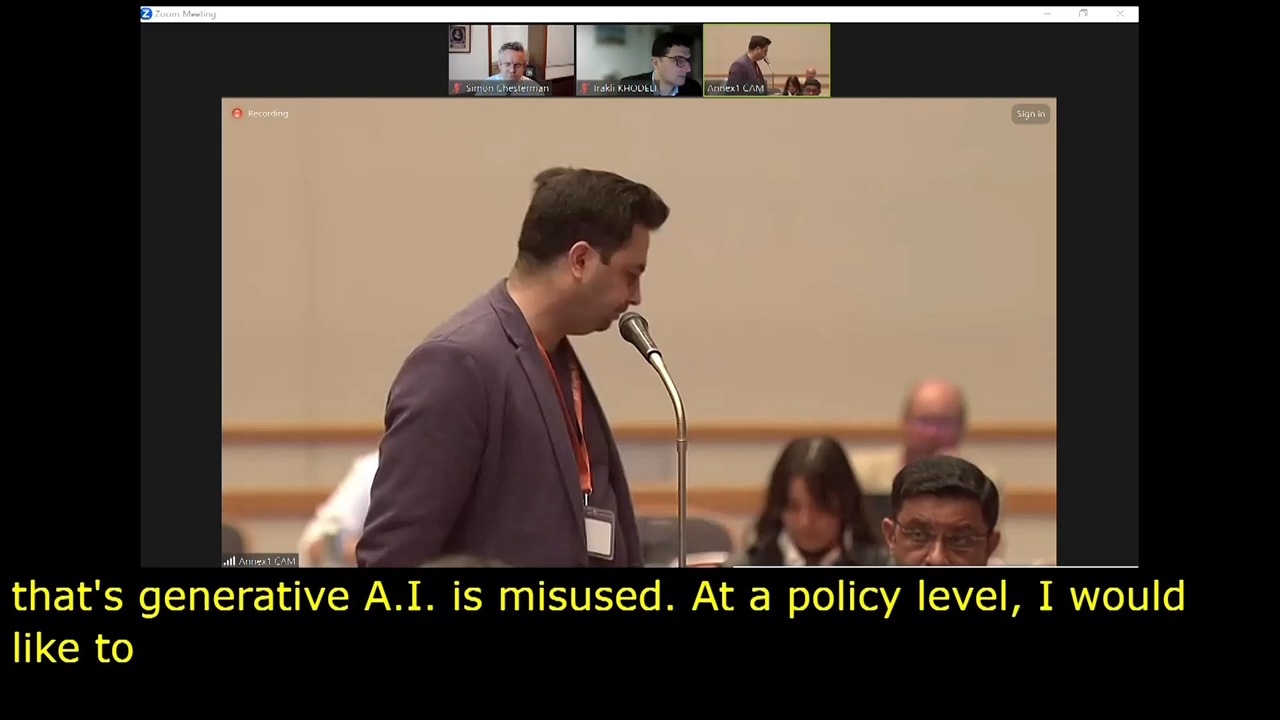 Zoom Meeting
Simon Chesterman
Irakli KHODELI
Annex1 CAM
Recording
Sign in
Annex1 CAM
that's generative A.I. is misused. At a policy level, I would
like to